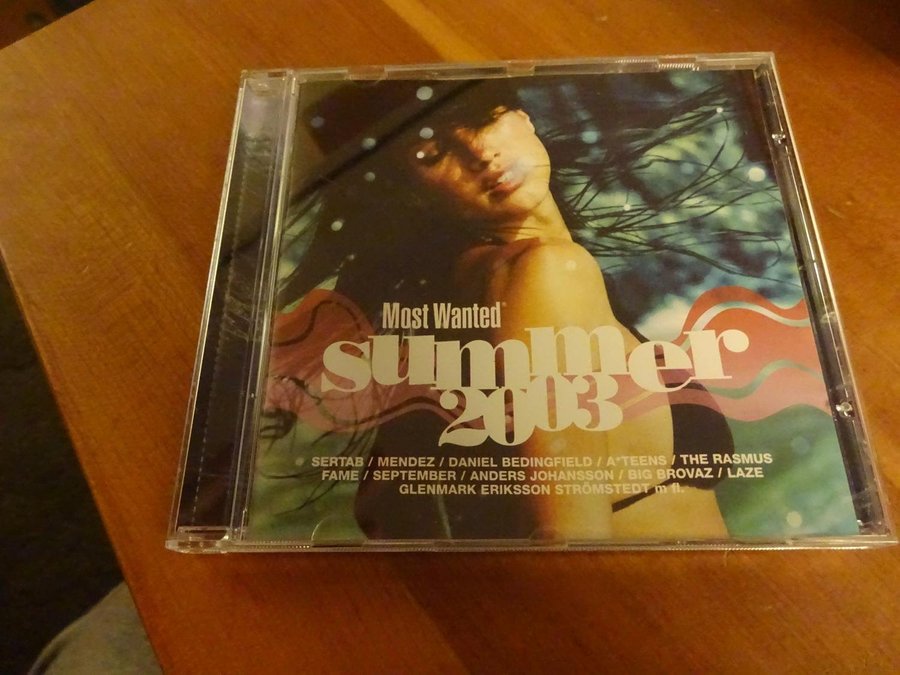 Most Wanted®
summer
2003
SERTAB / MENDEZ / DANIEL BEDINGFIELD / A*TEENS / THE RASMUS
FAME / SEPTEMBER / ANDERS JOHANSSON / BIG BROVAZ / LAZE
GLENMARK ERIKSSON STRÖMSTEDT m fl.